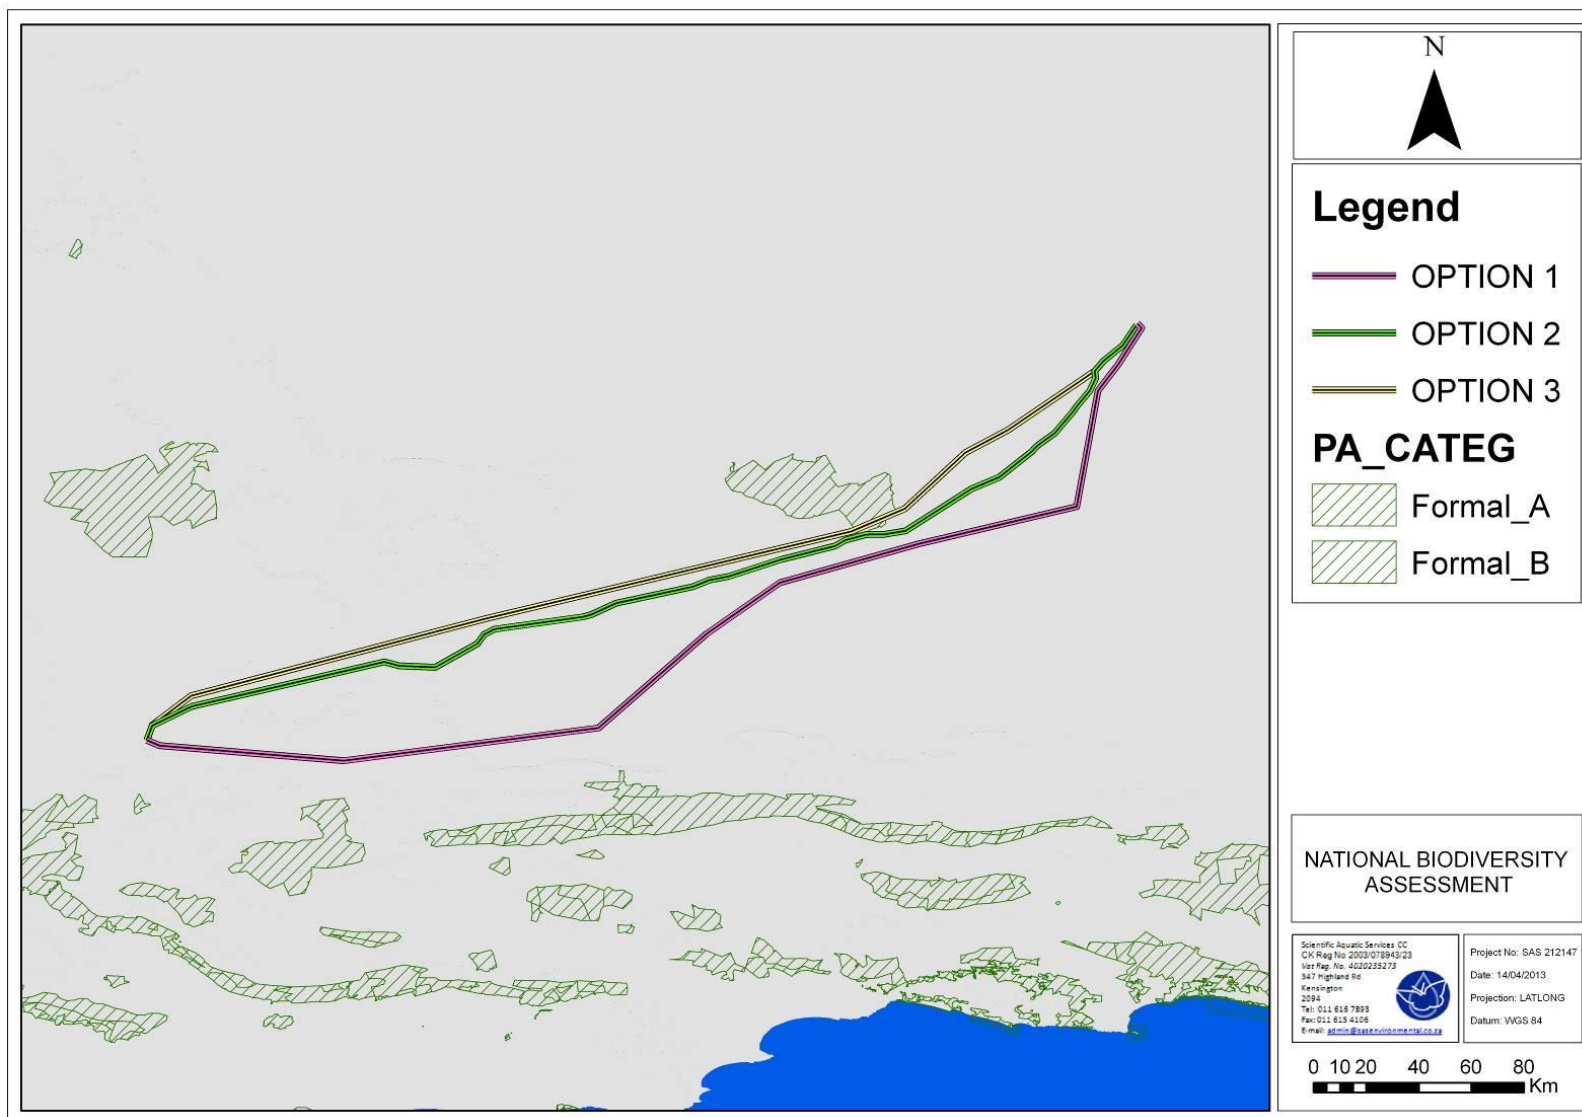 N
Legend
OPTION 1
OPTION 2
OPTION 3
PA_CATEG
Formal_A
Formal_B
NATIONAL BIODIVERSITY
ASSESSMENT
Scientific Aquatic Services CC
CK Reg No 2003/078943/23
Vat Reg. No. 4020235273
347 Highland Rd
Kensington
2094
Tel: 011 616 7893
Fax: 011 615 4106
E-mail: admin@sasenvironmental.co.za
Project No: SAS 212147
Date: 14/04/2013
Projection: LATLONG
Datum: WGS 84
0 10 20 40 60 80
Km